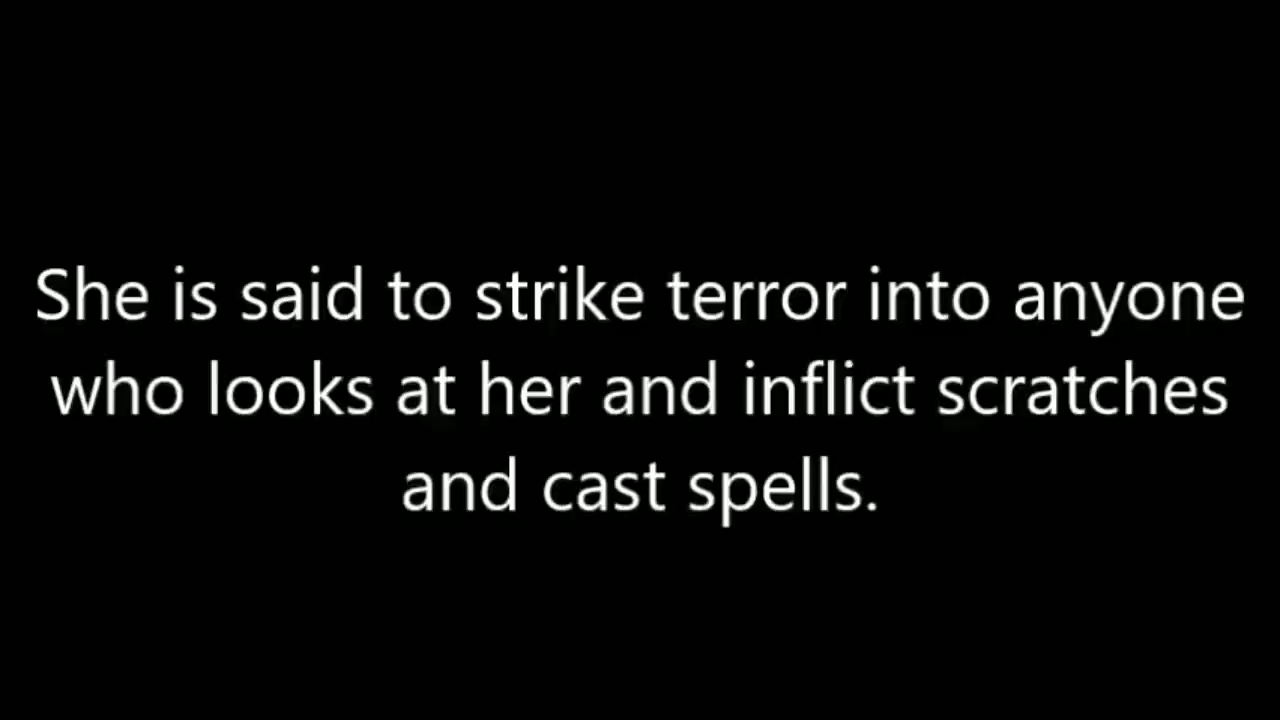 She is said to strike terror into anyone
who looks at her and inflict scratches
and cast spells.